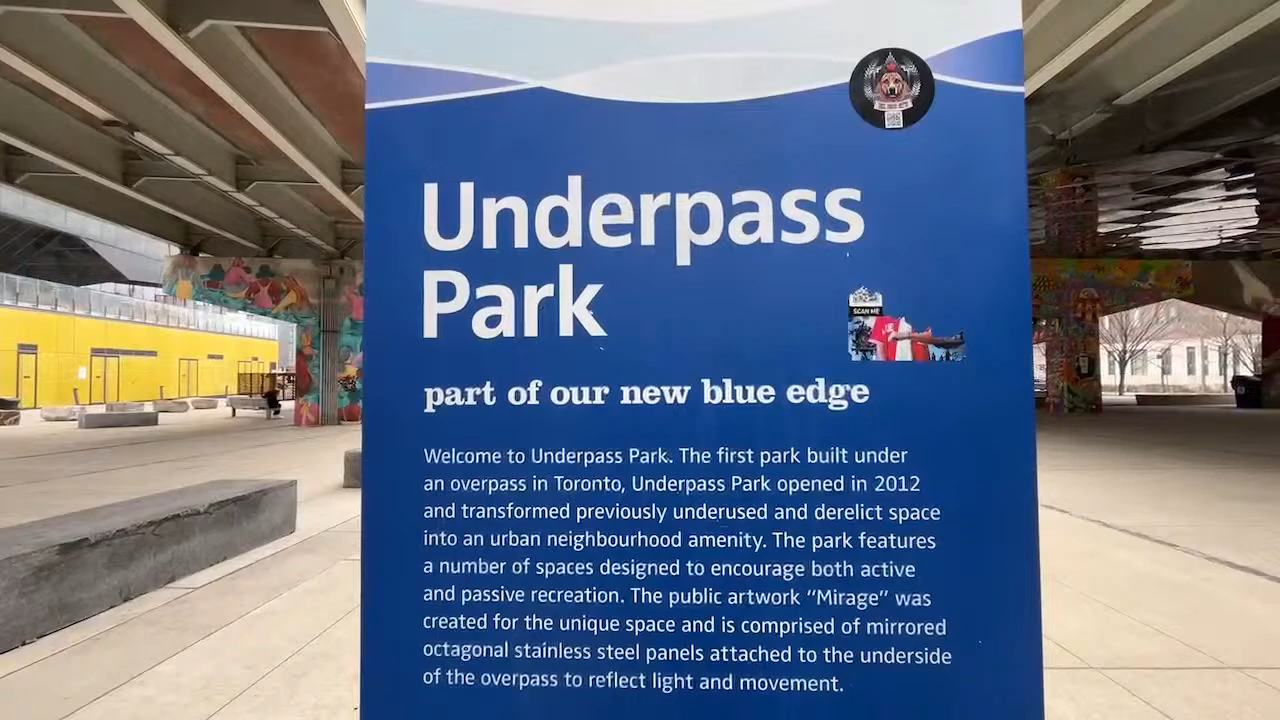 Underpass
Park
SCAN ME
part of our new blue edge
Welcome to Underpass Park. The first park built under
an overpass in Toronto, Underpass Park opened in 2012
and transformed previously underused and derelict space
into an urban neighbourhood amenity. The park features
a number of spaces designed to encourage both active
and passive recreation. The public artwork “Mirage” was
created for the unique space and is comprised of mirrored
octagonal stainless steel panels attached to the underside
of the overpass to reflect light and movement.